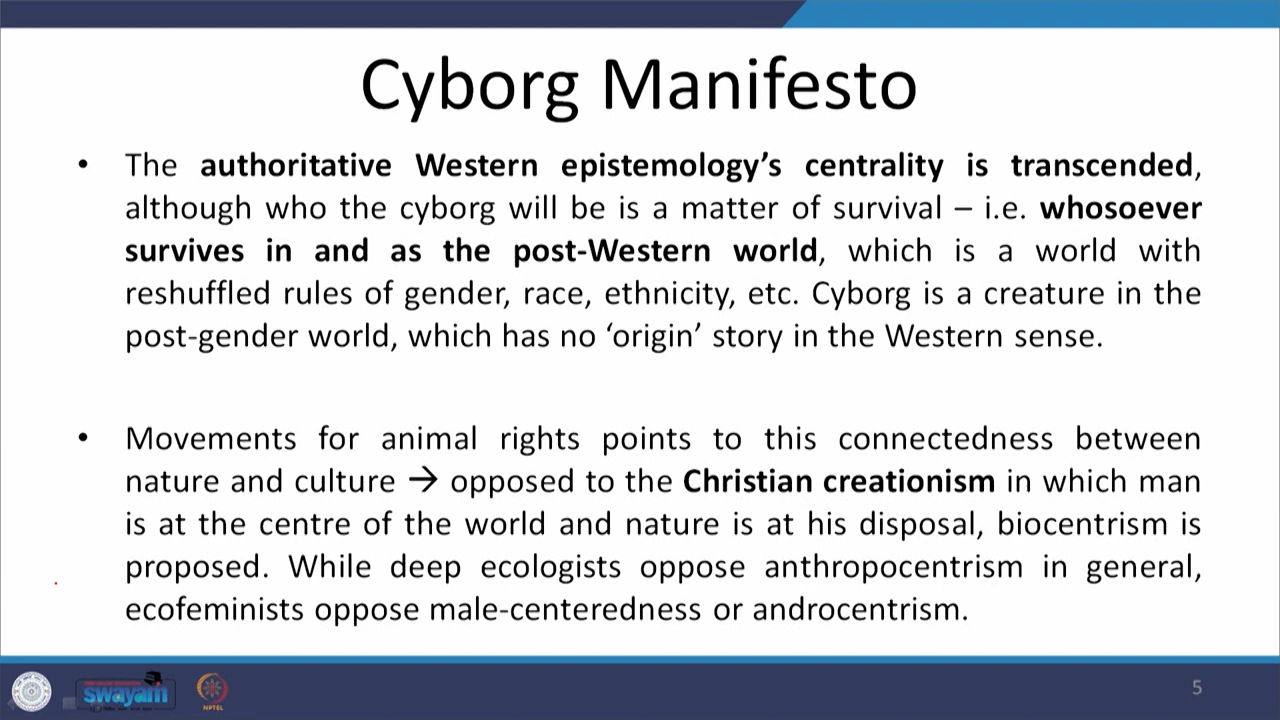 Cyborg Manifesto
• The authoritative Western epistemology’s centrality is transcended,
although who the cyborg will be is a matter of survival – i.e. whosoever
survives in and as the post-Western world, which is a world with
reshuffled rules of gender, race, ethnicity, etc. Cyborg is a creature in the
post-gender world, which has no ‘origin’ story in the Western sense.
• Movements for animal rights points to this connectedness between
nature and culture → opposed to the Christian creationism in which man
is at the centre of the world and nature is at his disposal, biocentrism is
proposed. While deep ecologists oppose anthropocentrism in general,
ecofeminists oppose male-centeredness or androcentrism.
swayam
NPTEL
5